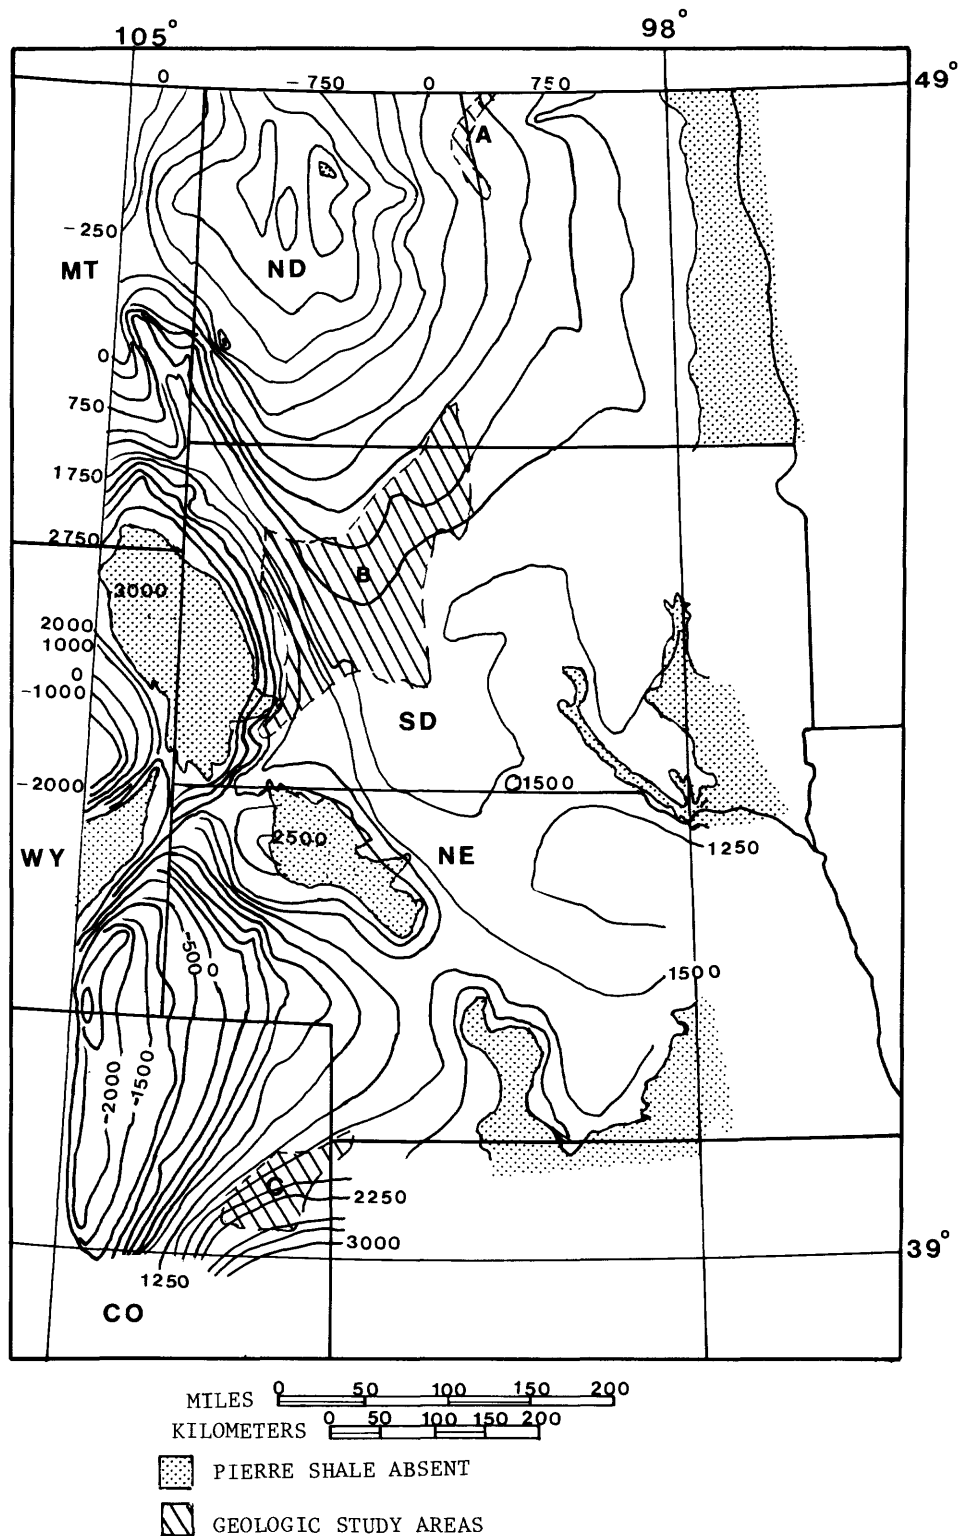 105°
98°
0
-750
0
750
49°
A
-250
MT
ND
0
750
1750
2750
3000
B
2000
1000
0
-1000
SD
-2000
1500
2500
WY
NE
1250
-500
0
1500
-2000
-1500
C
2250
3000
39°
1250
CO
MILES 0 50 100 150 200
KILOMETERS 0 50 100 150 200
PIERRE SHALE ABSENT
GEOLOGIC STUDY AREAS